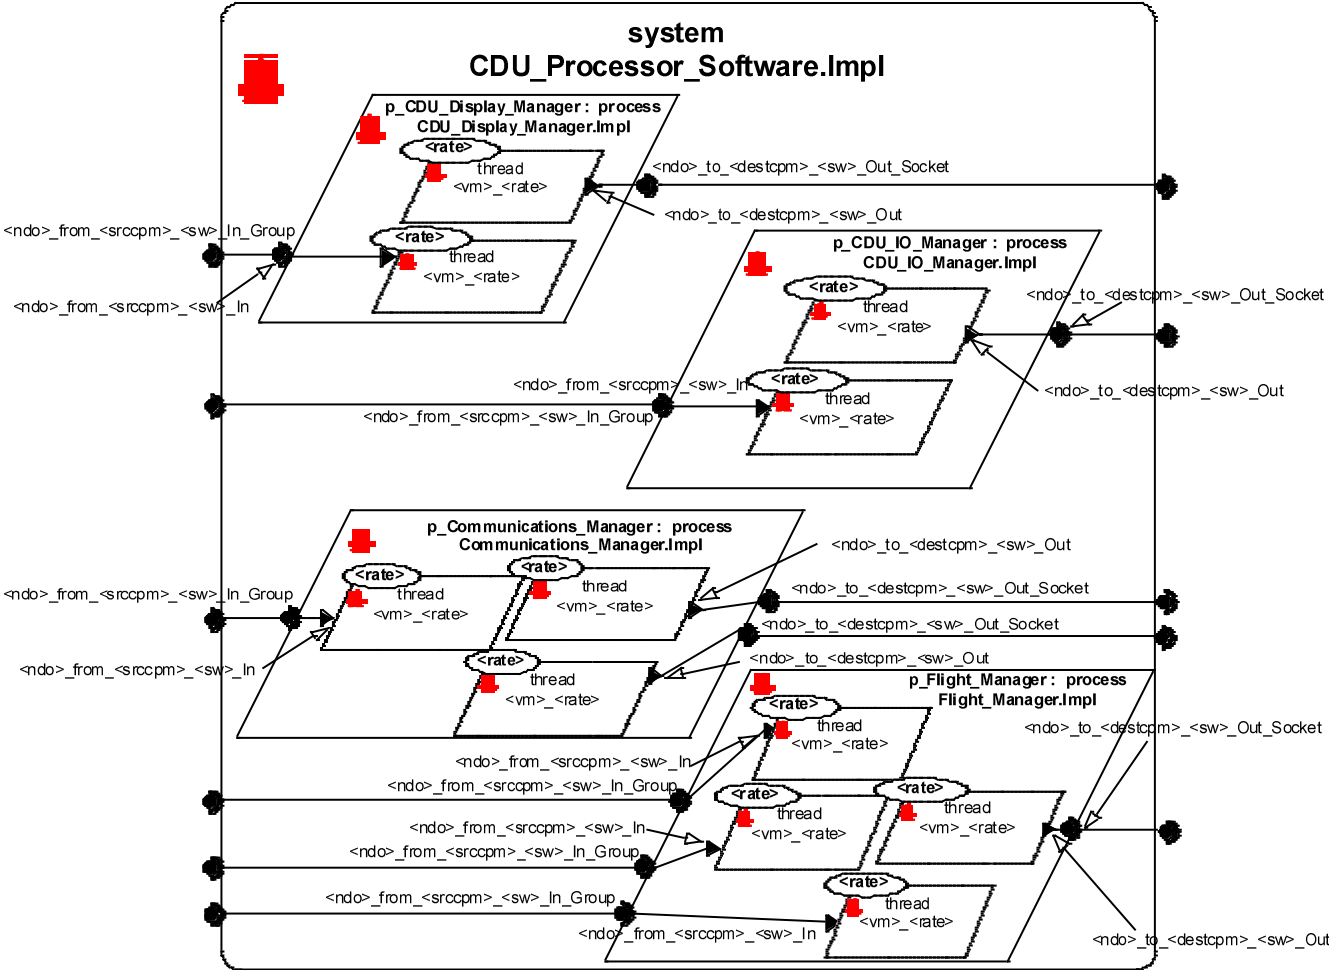 system
CDU_Processor_Software.Impl
p_CDU_Display_Manager : process
CDU_Display_Manager.Impl
<rate>
thread
<vm>_<rate>
<ndo>_to_<destcpm>_<sw>_Out_Socket
<ndo>_to_<destcpm>_<sw>_Out
<ndo>_from_<srccpm>_<sw>_In_Group
<rate>
thread
<vm>_<rate>
<ndo>_from_<srccpm>_<sw>_In
p_CDU_IO_Manager : process
CDU_IO_Manager.Impl
<rate>
thread
<vm>_<rate>
<ndo>_to_<destcpm>_<sw>_Out_Socket
<ndo>_to_<destcpm>_<sw>_Out
<ndo>_from_<srccpm>_<sw>_In
<rate>
thread
<vm>_<rate>
<ndo>_from_<srccpm>_<sw>_In_Group
p_Communications_Manager : process
Communications_Manager.Impl
<ndo>_to_<destcpm>_<sw>_Out
<rate>
thread
<vm>_<rate>
<rate>
thread
<vm>_<rate>
<ndo>_to_<destcpm>_<sw>_Out_Socket
<ndo>_from_<srccpm>_<sw>_In_Group
<ndo>_to_<destcpm>_<sw>_Out_Socket
<ndo>_from_<srccpm>_<sw>_In
<rate>
thread
<vm>_<rate>
<ndo>_to_<destcpm>_<sw>_Out
p_Flight_Manager : process
Flight_Manager.Impl
<rate>
thread
<vm>_<rate>
<ndo>_to_<destcpm>_<sw>_Out_Socket
<ndo>_from_<srccpm>_<sw>_In
<ndo>_from_<srccpm>_<sw>_In_Group
<rate>
thread
<vm>_<rate>
<rate>
thread
<vm>_<rate>
<ndo>_from_<srccpm>_<sw>_In
<ndo>_from_<srccpm>_<sw>_In_Group
<rate>
thread
<vm>_<rate>
<ndo>_from_<srccpm>_<sw>_In_Group
<ndo>_from_<srccpm>_<sw>_In
<ndo>_to_<destcpm>_<sw>_Out